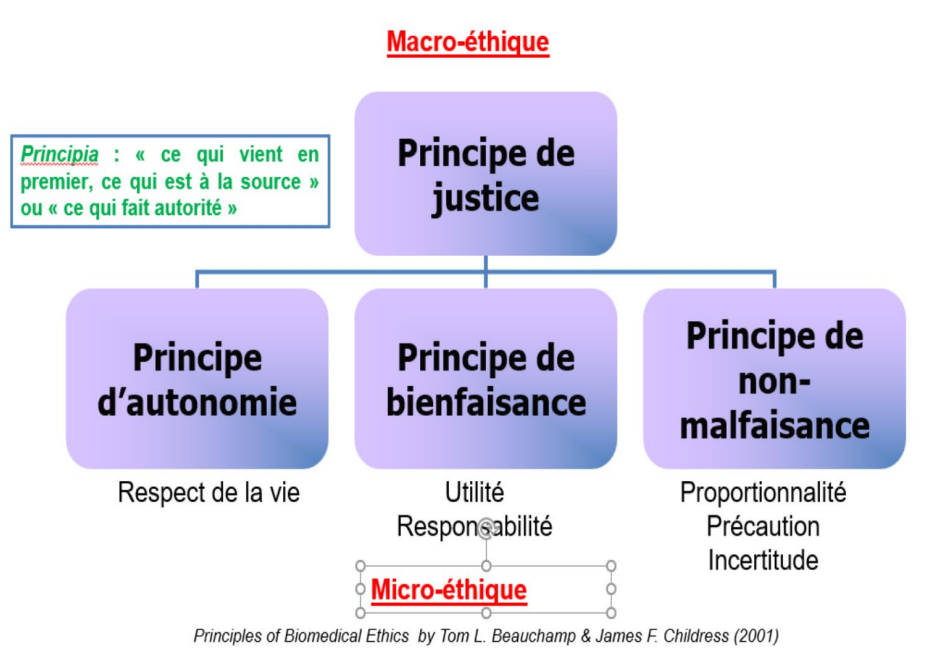 Macro-éthique
Principia : « ce qui vient en
premier, ce qui est à la source »
ou « ce qui fait autorité »
Principe de
justice
Principe
d’autonomie
Principe de
bienfaisance
Principe de
non-
malfaisance
Respect de la vie
Utilité
Responsabilité
Proportionnalité
Précaution
Incertitude
Micro-éthique
Principles of Biomedical Ethics by Tom L. Beauchamp & James F. Childress (2001)